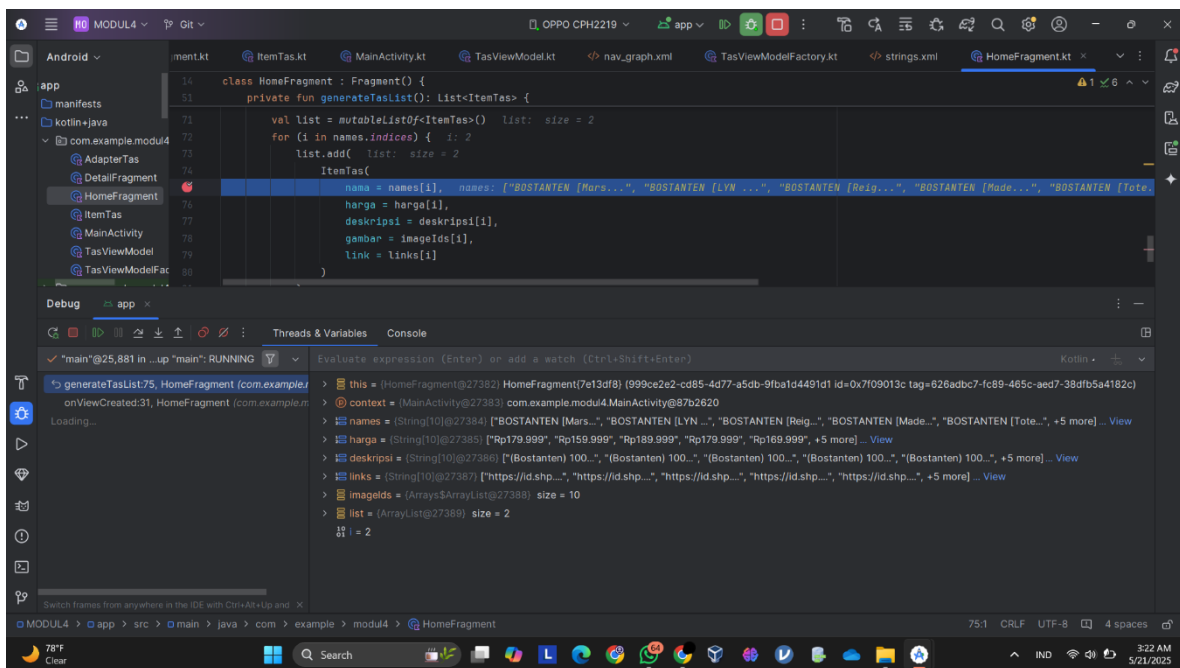 MO MODUL4 Git OPPO CPH2219 app
Android ment.kt ItemTas.kt MainActivity.kt TasViewModel.kt nav_graph.xml TasViewModelFactory.kt strings.xml HomeFragment.kt
app
manifests
kotlin+java
com.example.modul4
AdapterTas
DetailFragment
HomeFragment
ItemTas
MainActivity
TasViewModel
TasViewModelFac
14 class HomeFragment : Fragment() { 1 6
51 private fun generateTasList(): List<ItemTas> {
71 val list = mutableListOf<ItemTas>() list: size = 2
72 for (i in names.indices) { i: 2
73 list.add( list: size = 2
74 ItemTas(
nama = names[i], names: ["BOSTANTEN [Mars...", "BOSTANTEN [LYN ...", "BOSTANTEN [Reig...", "BOSTANTEN [Made...", "BOSTANTEN [Tote.
76 harga = harga[i],
77 deskripsi = deskripsi[i],
78 gambar = imageIds[i],
79 link = links[i]
80 )
Debug app
Threads & Variables Console
"main"@25,881 in ...up "main": RUNNING
Evaluate expression (Enter) or add a watch (Ctrl+Shift+Enter) Kotlin
generateTasList:75, HomeFragment (com.example.r
onViewCreated:31, HomeFragment (com.example.m
Loading...
this = {HomeFragment@27382} HomeFragment{7e13df8} (999ce2e2-cd85-4d77-a5db-9fba1d4491d1 id=0x7f09013c tag=626adbc7-fc89-465c-aed7-38dfb5a4182c)
context = {MainActivity@27383} com.example.modul4.MainActivity@87b2620
names = {String[10]@27384} ["BOSTANTEN [Mars...", "BOSTANTEN [LYN ...", "BOSTANTEN [Reig...", "BOSTANTEN [Made...", "BOSTANTEN [Tote...", +5 more] ... View
harga = {String[10]@27385} ["Rp179.999", "Rp159.999", "Rp189.999", "Rp179.999", "Rp169.999", +5 more] ... View
deskripsi = {String[10]@27386} ["(Bostanten) 100...", "(Bostanten) 100...", "(Bostanten) 100...", "(Bostanten) 100...", "(Bostanten) 100...", +5 more] ... View
links = {String[10]@27387} ["https://id.shp....", "https://id.shp....", "https://id.shp....", "https://id.shp....", "https://id.shp....", +5 more] ... View
imageIds = {Arrays$ArrayList@27388} size = 10
list = {ArrayList@27389} size = 2
i = 2
Switch frames from anywhere in the IDE with Ctrl+Alt+Up and
MODUL4 > app > src > main > java > com > example > modul4 > HomeFragment 75:1 CRLF UTF-8 4 spaces
78°F
Clear
Search
64
IND
3:22 AM
5/21/2025